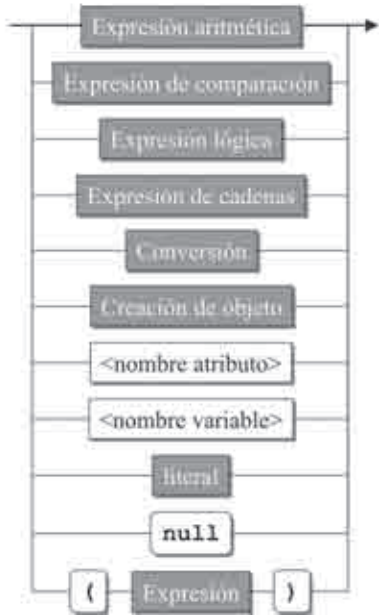 Expresión aritmética
Expresión de comparación
Expresión lógica
Expresión de cadenas
Conversión
Creación de objeto
<nombre atributo>
<nombre variable>
literal
null
( Expresión )